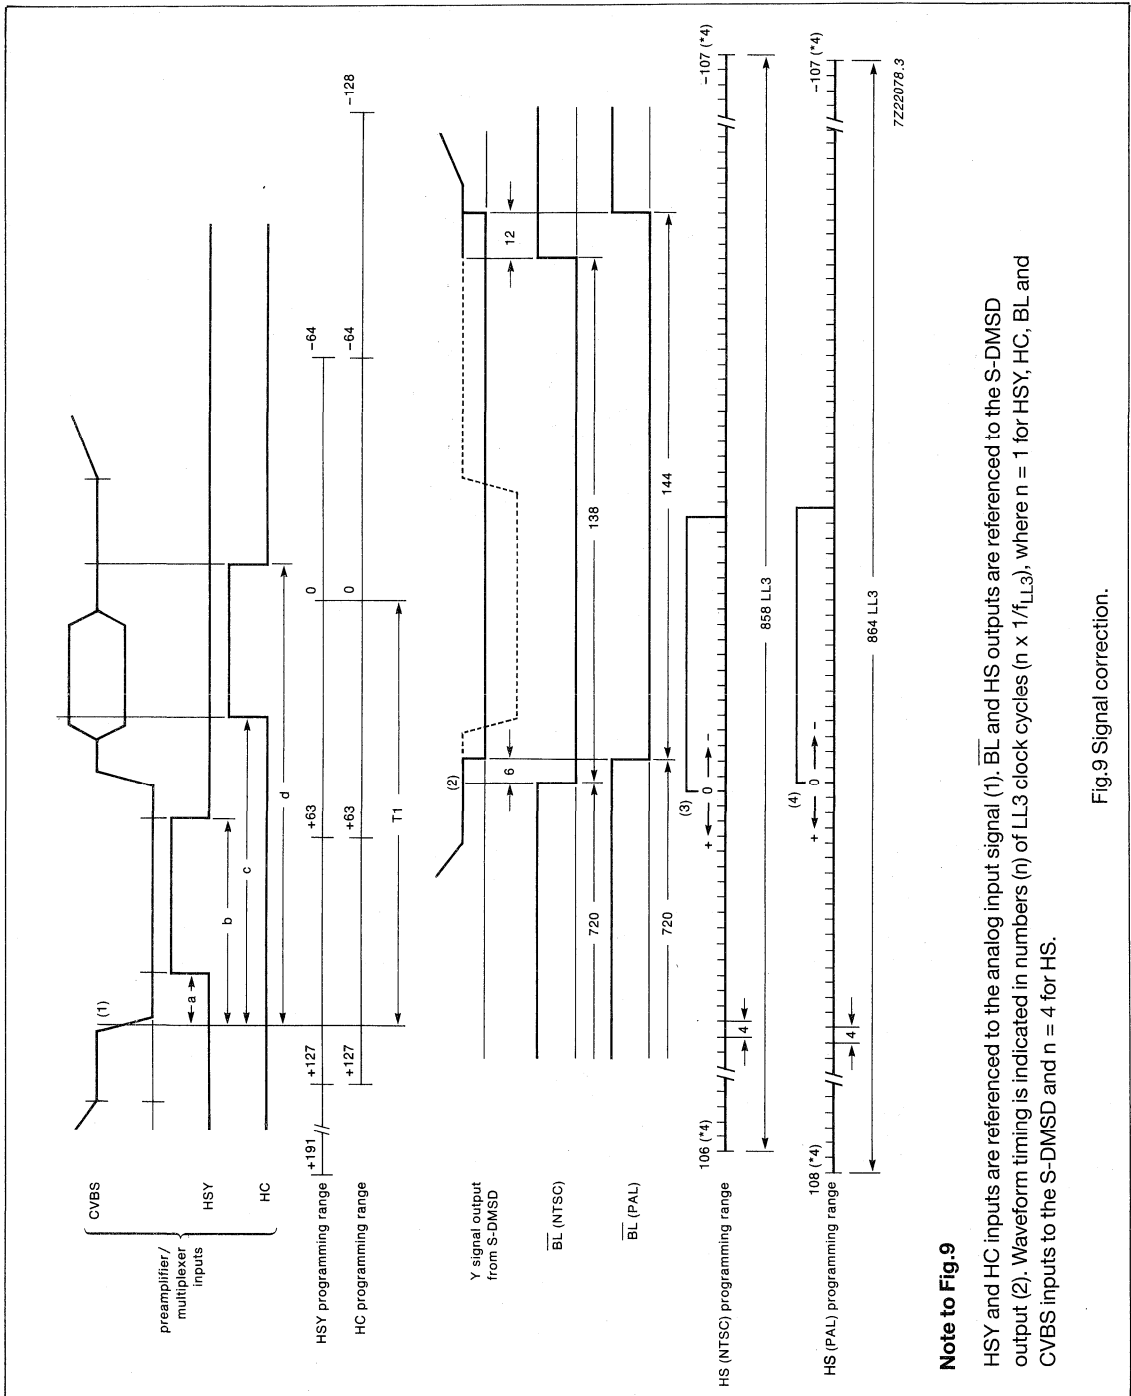 CVBS
(1)
HSY
HC
preamplifier/
multiplexer
inputs
a
b
c
d
HSY programming range
+191
+127
+63
0
-64
HC programming range
+127
+63
0
-64
-128
T1
Y signal output
from S-DMSD
(2)
6
12
BL (NTSC)
720
138
BL (PAL)
720
144
HS (NTSC) programming range
106 (*4)
(3)
+ 0 -
4
-107 (*4)
858 LL3
HS (PAL) programming range
108 (*4)
(4)
+ 0 -
4
-107 (*4)
864 LL3
7Z22078.3
Note to Fig.9
HSY and HC inputs are referenced to the analog input signal (1). BL and HS outputs are referenced to the S-DMSD
output (2). Waveform timing is indicated in numbers (n) of LL3 clock cycles (n x 1/fLL3), where n = 1 for HSY, HC, BL and
CVBS inputs to the S-DMSD and n = 4 for HS.
Fig.9 Signal correction.